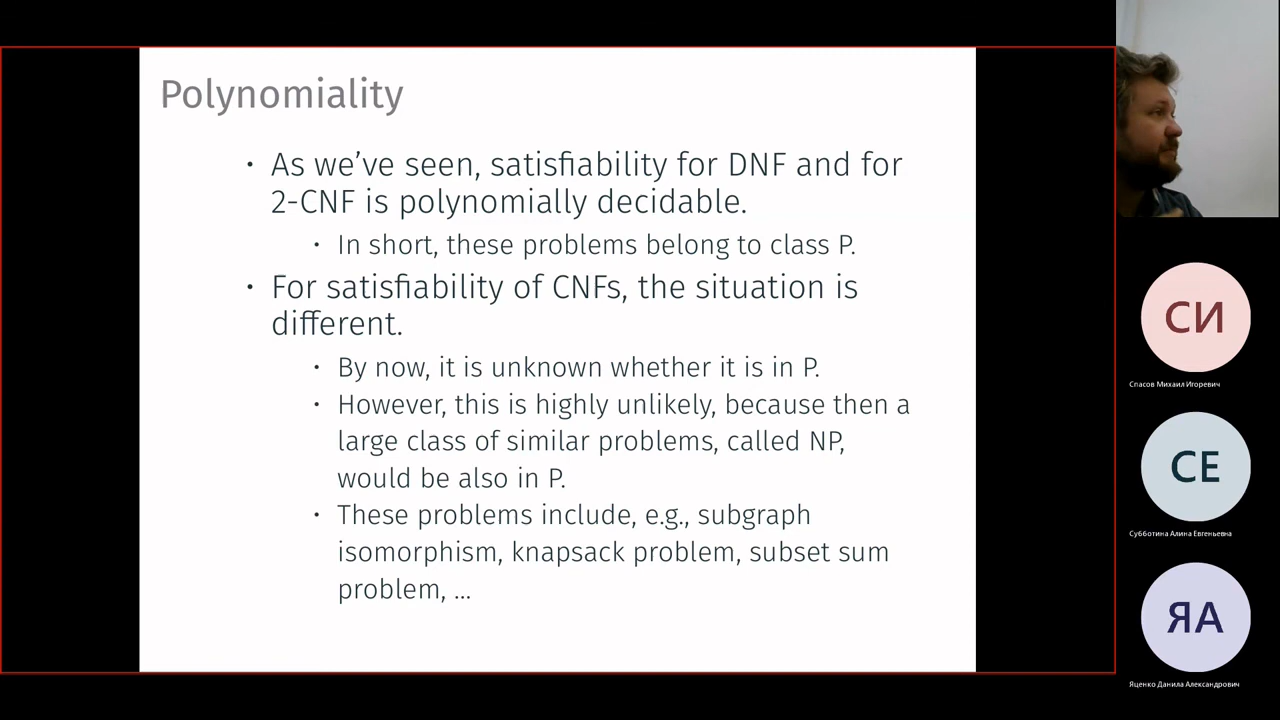 Polynomiality
• As we've seen, satisfiability for DNF and for
2-CNF is polynomially decidable.
• In short, these problems belong to class P.
• For satisfiability of CNFs, the situation is
different.
• By now, it is unknown whether it is in P.
• However, this is highly unlikely, because then a
large class of similar problems, called NP,
would be also in P.
• These problems include, e.g., subgraph
isomorphism, knapsack problem, subset sum
problem, ...
СИ
Спасов Михаил Игоревич
СЕ
Субботина Алина Евгеньевна
ЯА
Яценко Данила Александрович